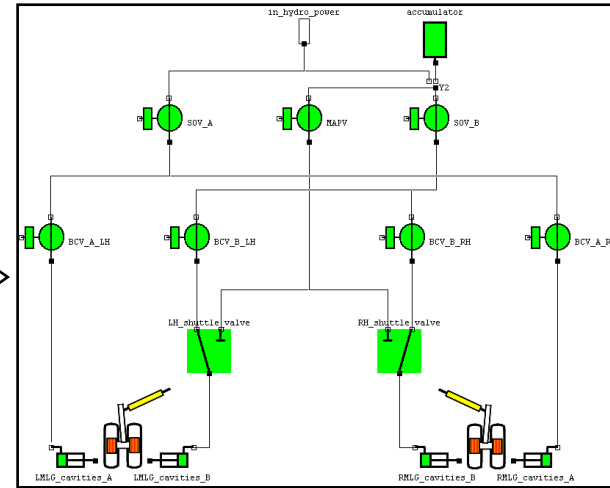 in_hydro_power
accumulator
Y2
SOV_A
MAPV
SOV_B
BCV_A_LH
BCV_B_LH
BCV_B_RH
BCV_A_R
LH_shuttle_valve
RH_shuttle_valve
LMLG_cavities_A
LMLG_cavities_B
RMLG_cavities_B
RMLG_cavities_A